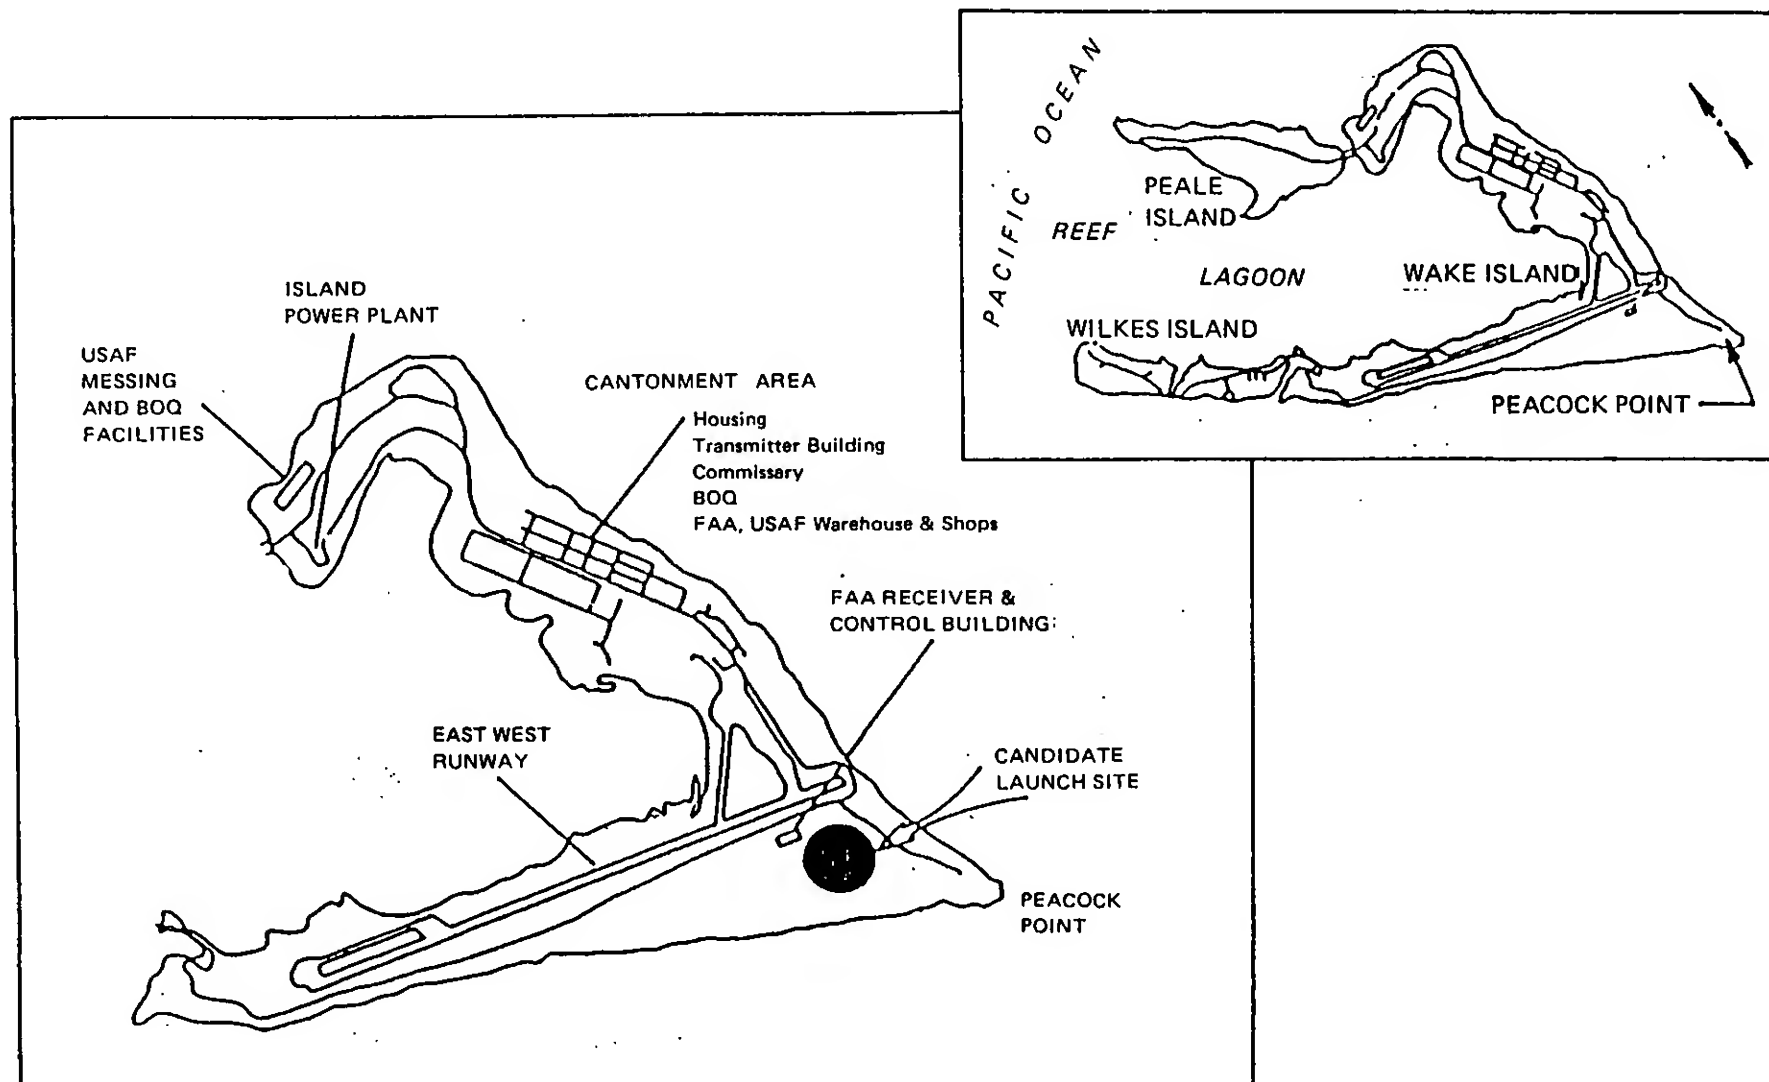 PACIFIC OCEAN
PEALE
ISLAND
REEF
LAGOON
WAKE ISLAND
WILKES ISLAND
PEACOCK POINT
ISLAND
POWER PLANT
USAF
MESSING
AND BOQ
FACILITIES
CANTONMENT AREA
Housing
Transmitter Building
Commissary
BOQ
FAA, USAF Warehouse & Shops
FAA RECEIVER &
CONTROL BUILDING
EAST WEST
RUNWAY
CANDIDATE
LAUNCH SITE
PEACOCK
POINT